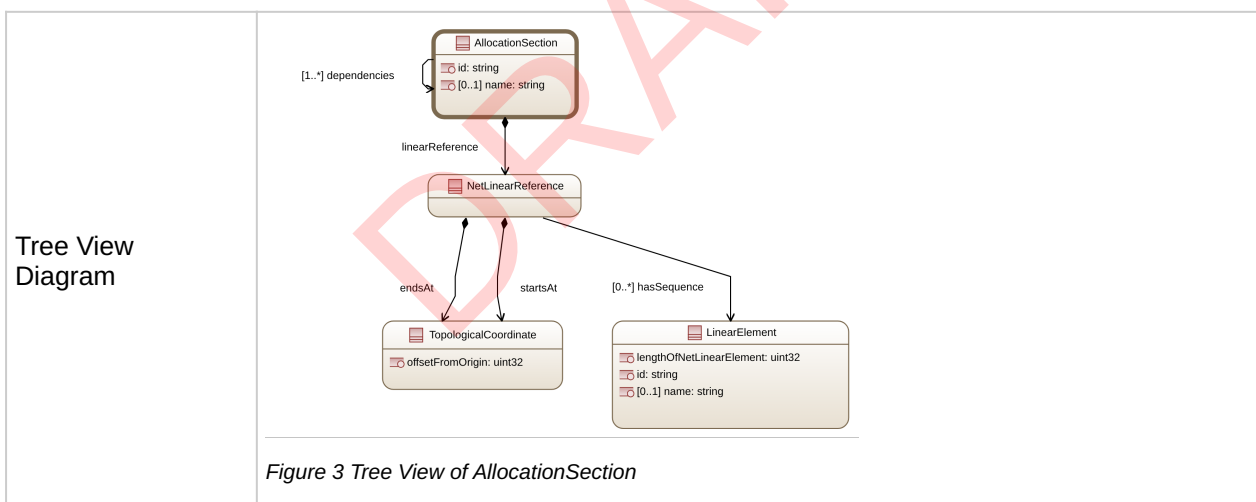 Tree View
Diagram
AllocationSection
id: string
[0..1] name: string
[1..*] dependencies
linearReference
NetLinearReference
endsAt
startsAt
[0..*] hasSequence
TopologicalCoordinate
offsetFromOrigin: uint32
LinearElement
lengthOfNetLinearElement: uint32
id: string
[0..1] name: string
Figure 3 Tree View of AllocationSection